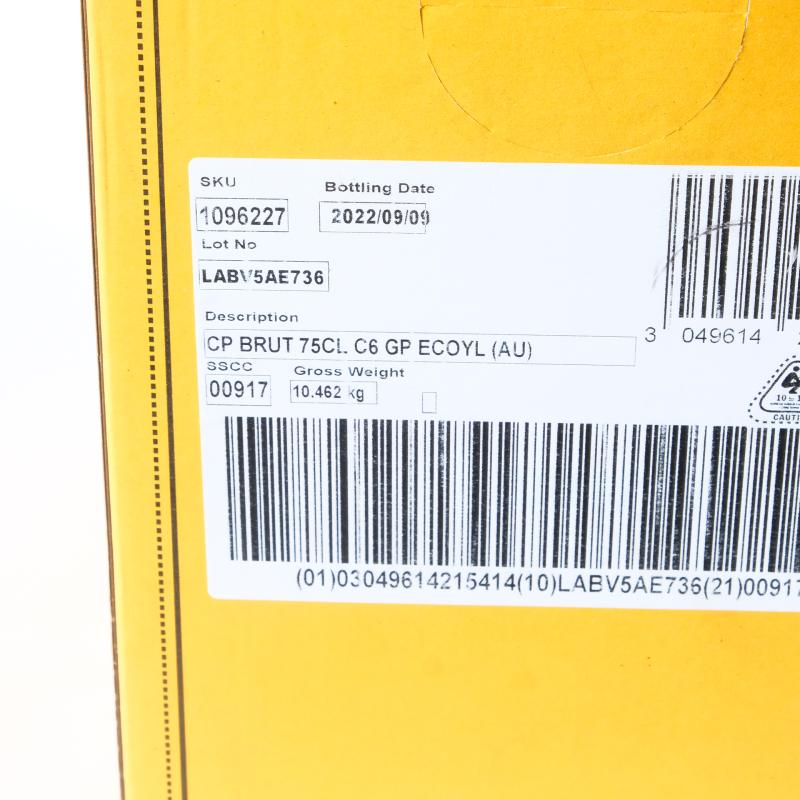 SKU
Bottling Date
1096227
2022/09/09
Lot No
LABV5AE736
Description
CP BRUT 75CL C6 GP ECOYL (AU)
3 049614
SSCC
Gross Weight
00917
10.462 kg
CAUTI
(01)03049614215414(10)LABV5AE736(21)00917